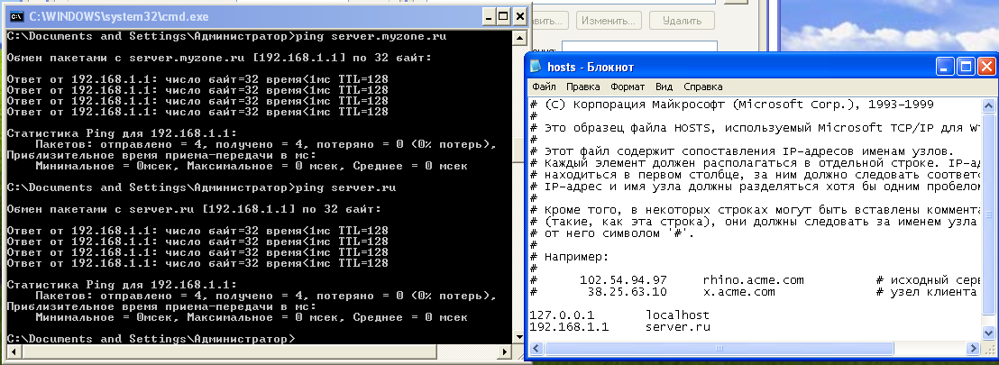 C:\WINDOWS\system32\cmd.exe
C:\Documents and Settings\Администратор>ping server.myzone.ru
Обмен пакетами с server.myzone.ru [192.168.1.1] по 32 байт:
Ответ от 192.168.1.1: число байт=32 время<1мс TTL=128
Ответ от 192.168.1.1: число байт=32 время<1мс TTL=128
Ответ от 192.168.1.1: число байт=32 время<1мс TTL=128
Ответ от 192.168.1.1: число байт=32 время<1мс TTL=128
Статистика Ping для 192.168.1.1:
Пакетов: отправлено = 4, получено = 4, потеряно = 0 (0% потерь),
Приблизительное время приема-передачи в мс:
Минимальное = 0мсек, Максимальное = 0 мсек, Среднее = 0 мсек
C:\Documents and Settings\Администратор>ping server.ru
Обмен пакетами с server.ru [192.168.1.1] по 32 байт:
Ответ от 192.168.1.1: число байт=32 время<1мс TTL=128
Ответ от 192.168.1.1: число байт=32 время<1мс TTL=128
Ответ от 192.168.1.1: число байт=32 время<1мс TTL=128
Ответ от 192.168.1.1: число байт=32 время<1мс TTL=128
Статистика Ping для 192.168.1.1:
Пакетов: отправлено = 4, получено = 4, потеряно = 0 (0% потерь),
Приблизительное время приема-передачи в мс:
Минимальное = 0мсек, Максимальное = 0 мсек, Среднее = 0 мсек
C:\Documents and Settings\Администратор>
Изменить... Удалить
hosts - Блокнот
Файл Правка Формат Вид Справка
# (C) Корпорация Майкрософт (Microsoft Corp.), 1993-1999
#
# Это образец файла HOSTS, используемый Microsoft TCP/IP для
#
# Этот файл содержит сопоставления IP-адресов именам узлов.
# Каждый элемент должен располагаться в отдельной строке. IP-ад
# находиться в первом столбце, за ним должно следовать соответс
# IP-адрес и имя узла должны разделяться хотя бы одним пробелом
#
# Кроме того, в некоторых строках могут быть вставлены коммента
# (такие, как эта строка), они должны следовать за именем узла
# от него символом '#'.
#
# Например:
#
# 102.54.94.97 rhino.acme.com # исходный серв
# 38.25.63.10 x.acme.com # узел клиента
127.0.0.1 localhost
192.168.1.1 server.ru